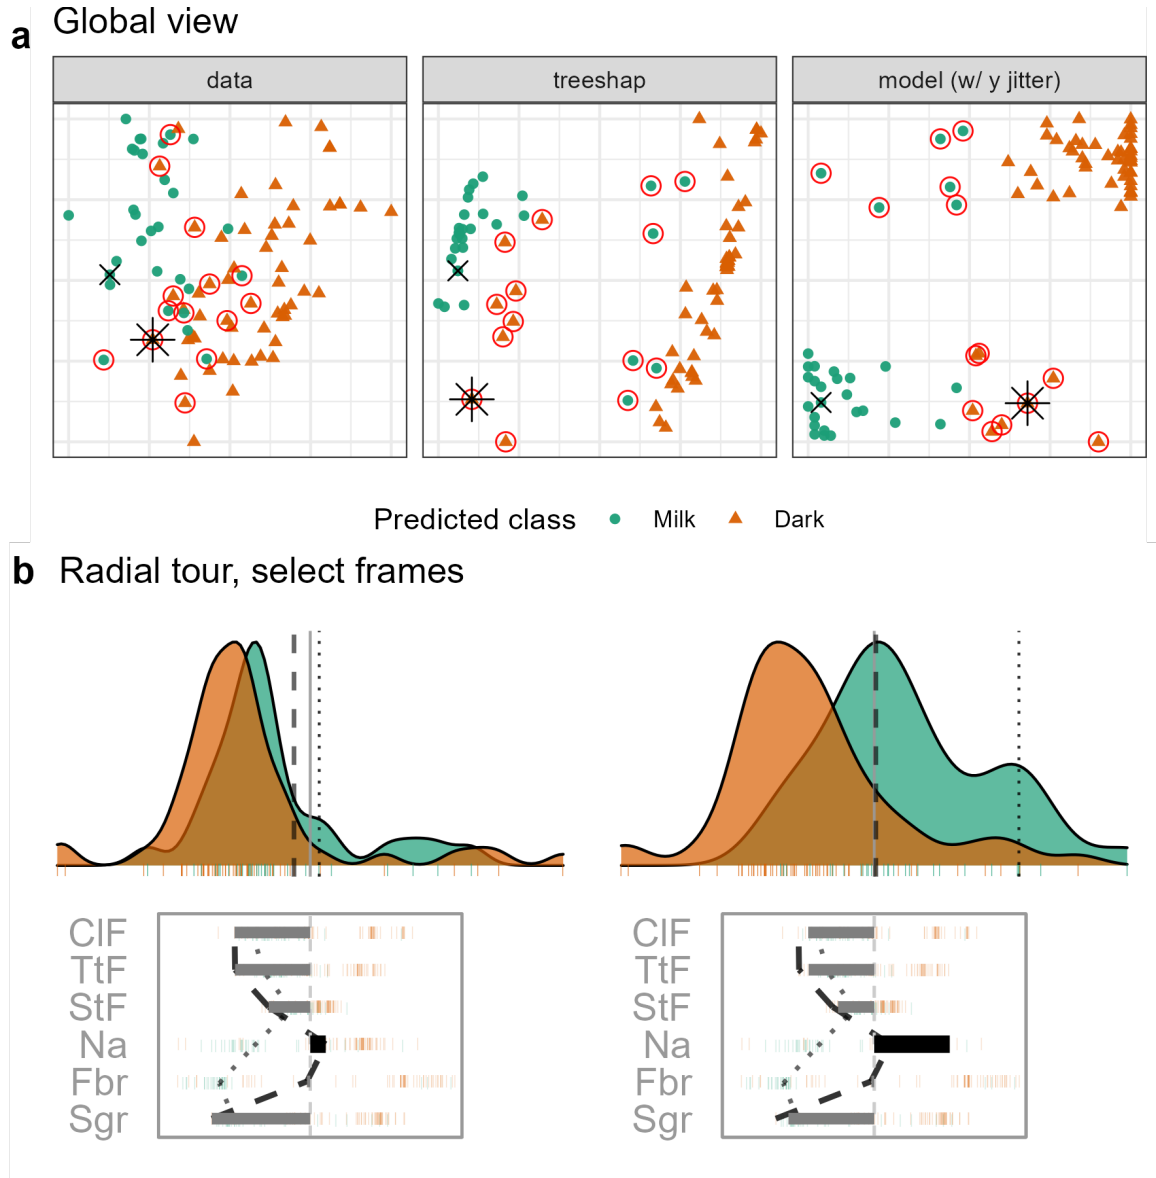 a Global view
data treeshap model (w/ y jitter)
Predicted class Milk Dark
b Radial tour, select frames
ClF ClF
TtF TtF
StF StF
Na Na
Fbr Fbr
Sgr Sgr